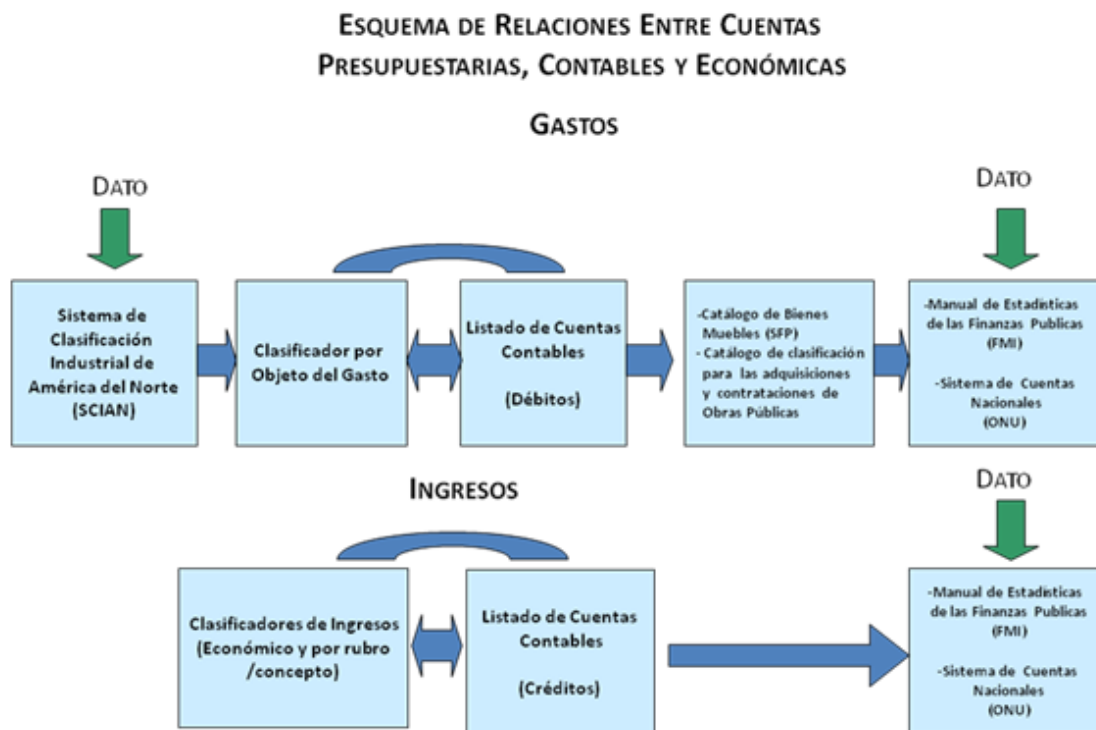 ESQUEMA DE RELACIONES ENTRE CUENTAS
PRESUPUESTARIAS, CONTABLES Y ECONÓMICAS
GASTOS
DATO
DATO
Sistema de
Clasificación
Industrial de
América del Norte
(SCIAN)
Clasificador por
Objeto del Gasto
Listado de Cuentas
Contables
(Débitos)
-Catálogo de Bienes
Muebles (SFP)
- Catálogo de clasificación
para las adquisiciones
y contrataciones de
Obras Públicas
-Manual de Estadísticas
de las Finanzas Publicas
(FMI)
-Sistema de Cuentas
Nacionales
(ONU)
INGRESOS
DATO
Clasificadores de Ingresos
(Económico y por rubro
/concepto)
Listado de Cuentas
Contables
(Créditos)
-Manual de Estadísticas
de las Finanzas Publicas
(FMI)
-Sistema de Cuentas
Nacionales
(ONU)